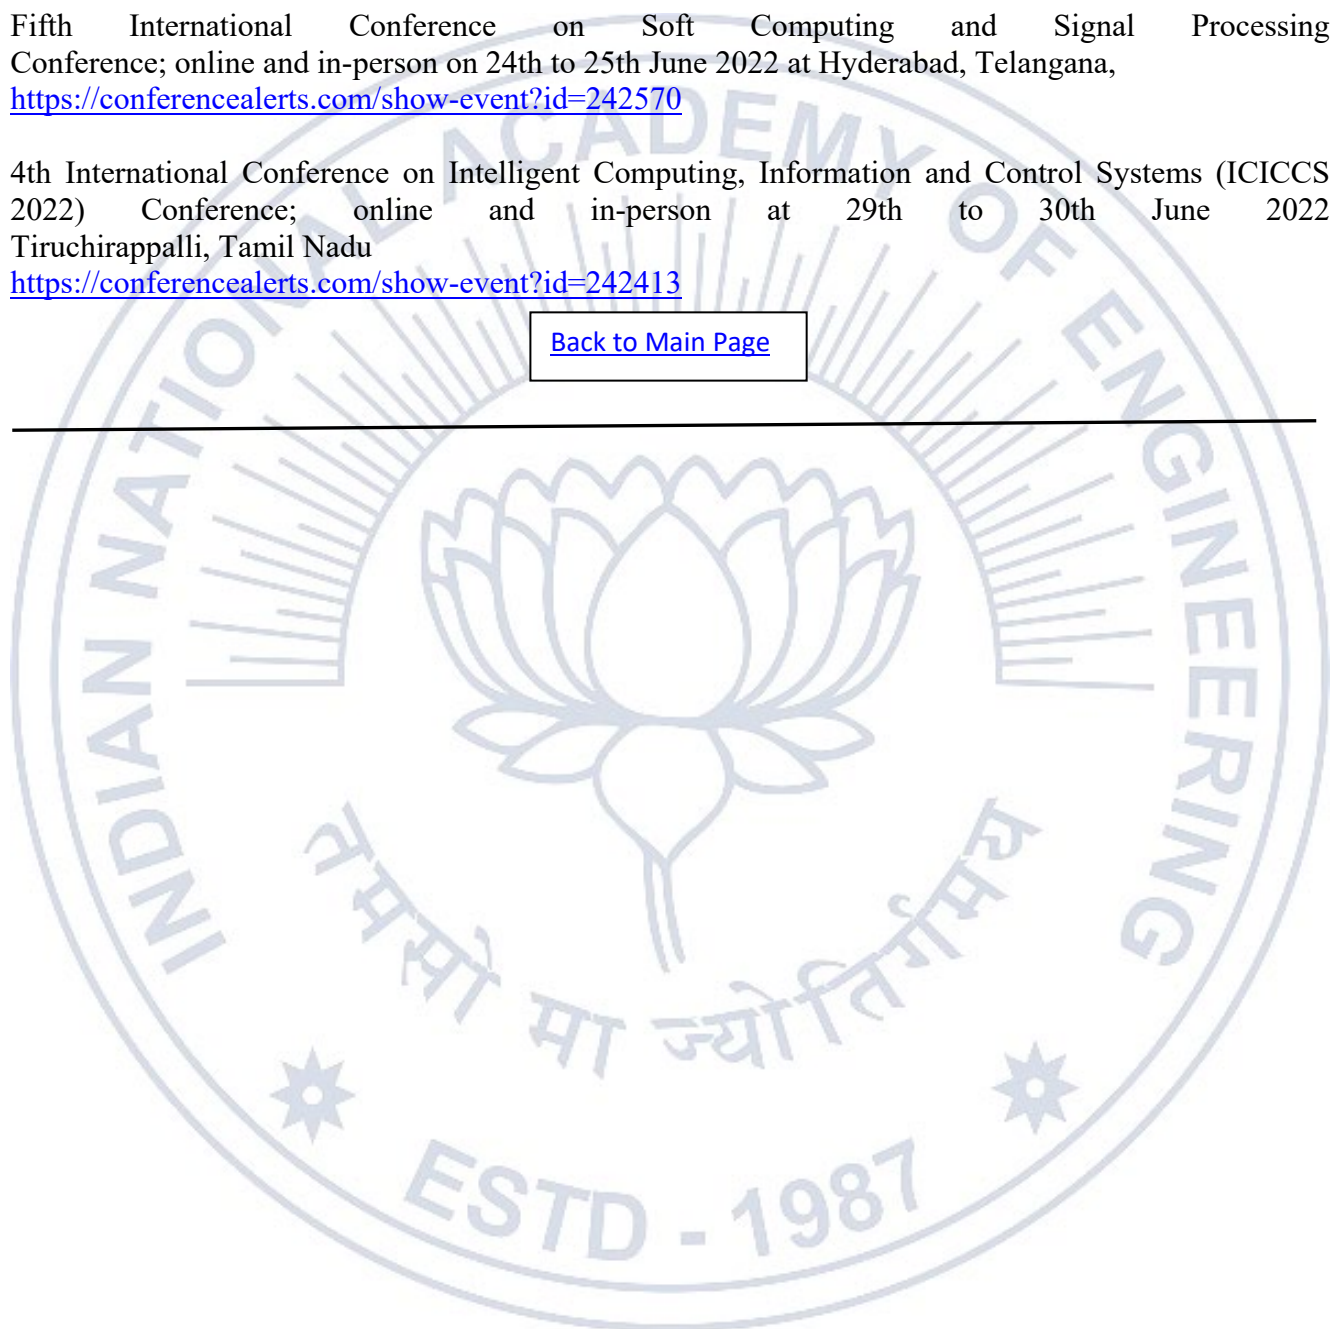 Fifth International Conference on Soft Computing and Signal Processing
Conference; online and in-person on 24th to 25th June 2022 at Hyderabad, Telangana,
https://conferencealerts.com/show-event?id=242570
4th International Conference on Intelligent Computing, Information and Control Systems (ICICCS
2022) Conference; online and in-person at 29th to 30th June 2022
Tiruchirappalli, Tamil Nadu
https://conferencealerts.com/show-event?id=242413
Back to Main Page
INDIAN NATIONAL ACADEMY OF ENGINEERING
तमसो मा ज्योतिर्गमय
ESTD - 1987